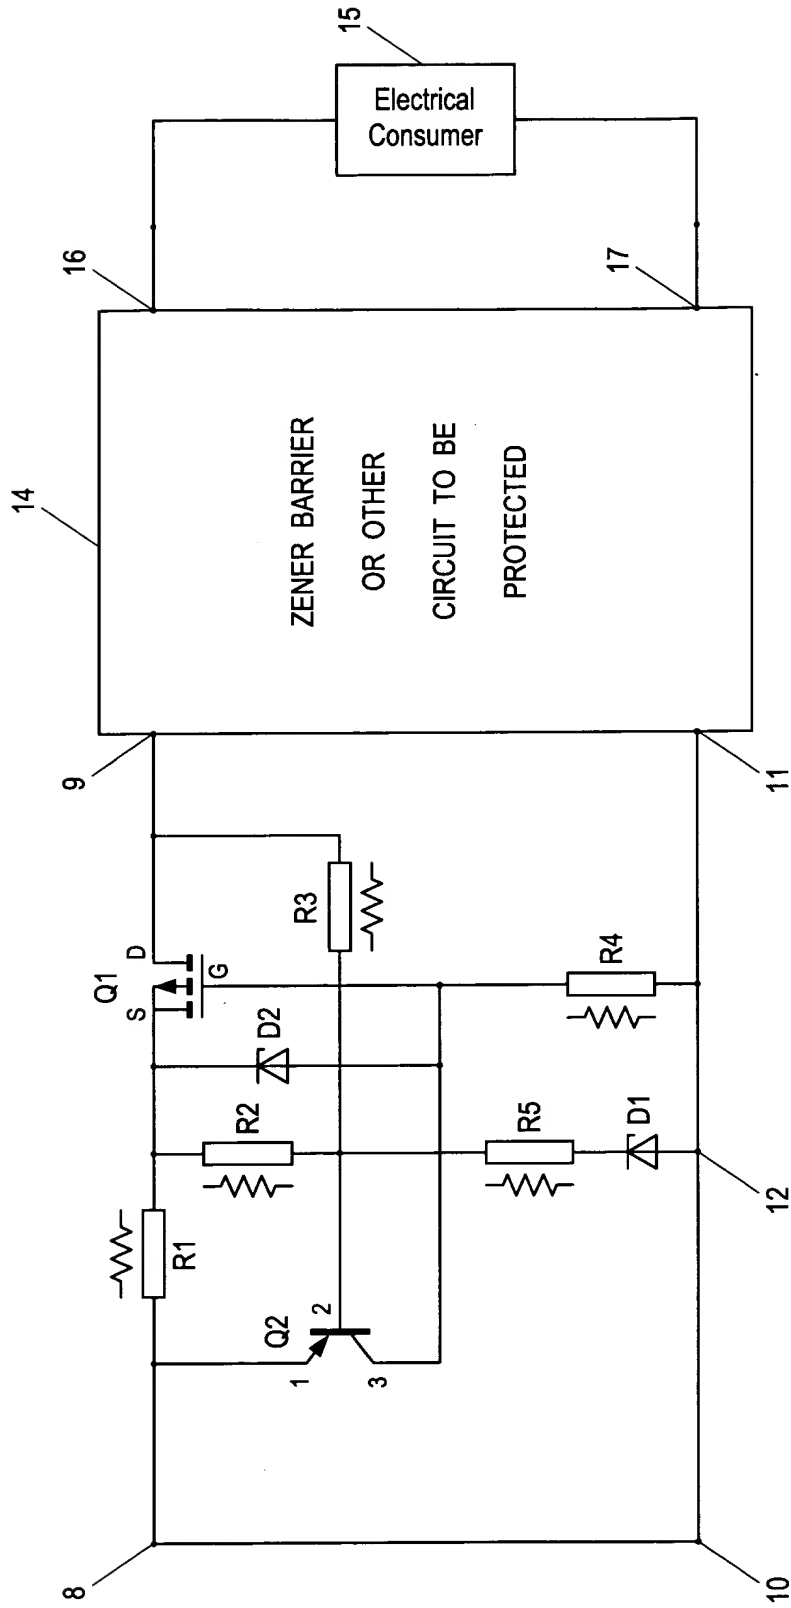 15
Electrical
Consumer
16
17
14
ZENER BARRIER
OR OTHER
CIRCUIT TO BE
PROTECTED
9
11
Q1
S
D
G
R3
R4
D2
R2
R5
D1
R1
Q2
1
2
3
12
8
10